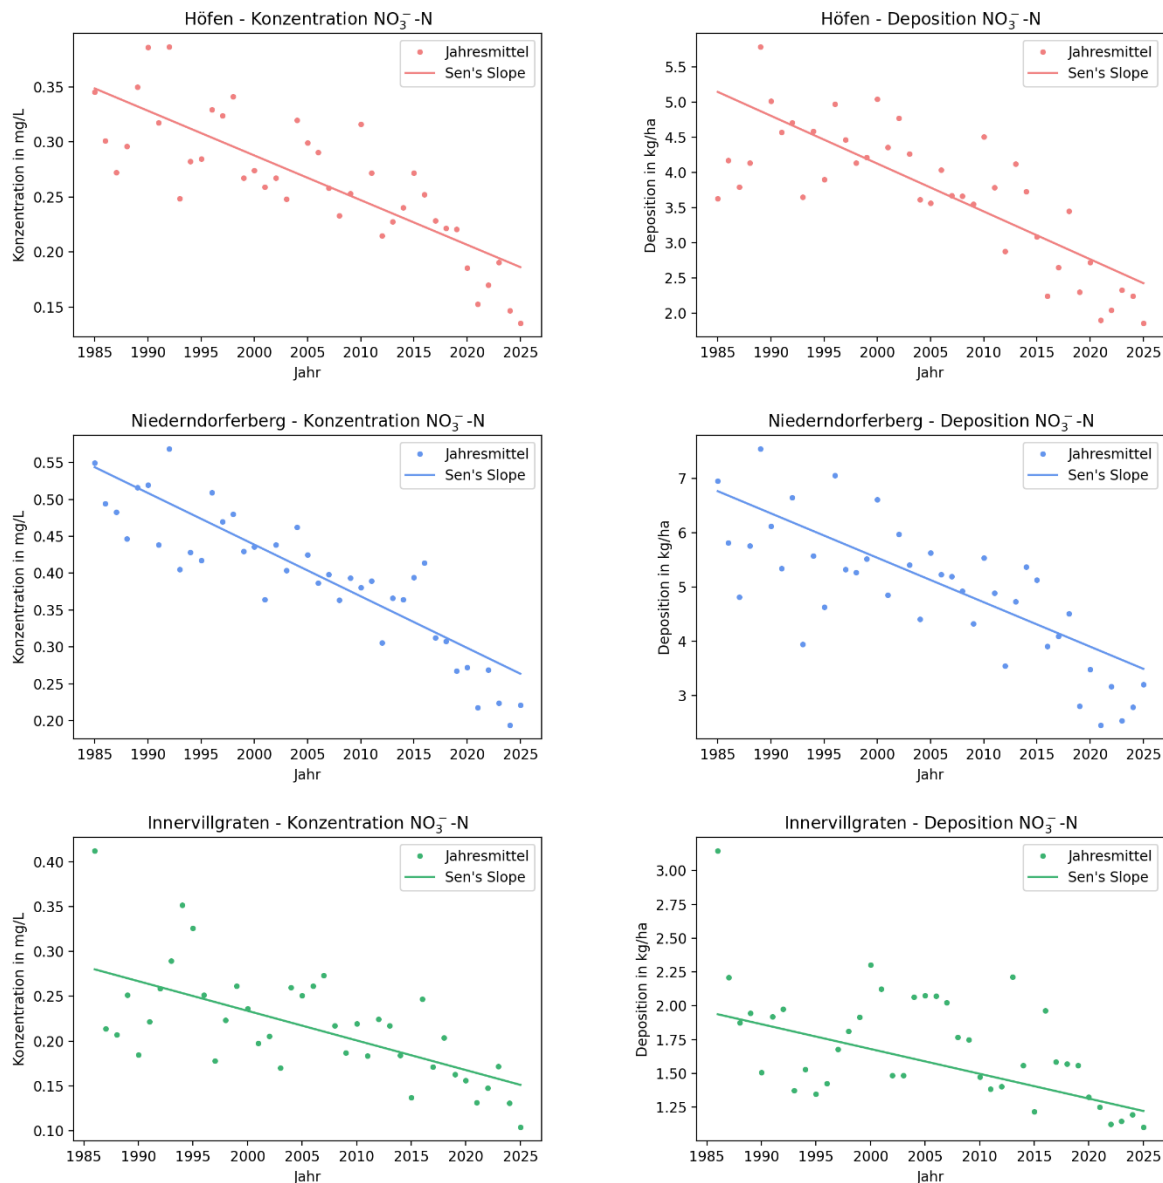 Höfen - Konzentration NO₃⁻-N
Konzentration in mg/L
0.35
0.30
0.25
0.20
0.15
Jahresmittel
Sen's Slope
1985 1990 1995 2000 2005 2010 2015 2020 2025
Jahr
Höfen - Deposition NO₃⁻-N
Deposition in kg/ha
5.5
5.0
4.5
4.0
3.5
3.0
2.5
2.0
Jahresmittel
Sen's Slope
1985 1990 1995 2000 2005 2010 2015 2020 2025
Jahr
Niederndorferberg - Konzentration NO₃⁻-N
Konzentration in mg/L
0.55
0.50
0.45
0.40
0.35
0.30
0.25
0.20
Jahresmittel
Sen's Slope
1985 1990 1995 2000 2005 2010 2015 2020 2025
Jahr
Niederndorferberg - Deposition NO₃⁻-N
Deposition in kg/ha
7
6
5
4
3
Jahresmittel
Sen's Slope
1985 1990 1995 2000 2005 2010 2015 2020 2025
Jahr
Innervillgraten - Konzentration NO₃⁻-N
Konzentration in mg/L
0.40
0.35
0.30
0.25
0.20
0.15
0.10
Jahresmittel
Sen's Slope
1985 1990 1995 2000 2005 2010 2015 2020 2025
Jahr
Innervillgraten - Deposition NO₃⁻-N
Deposition in kg/ha
3.00
2.75
2.50
2.25
2.00
1.75
1.50
1.25
Jahresmittel
Sen's Slope
1985 1990 1995 2000 2005 2010 2015 2020 2025
Jahr